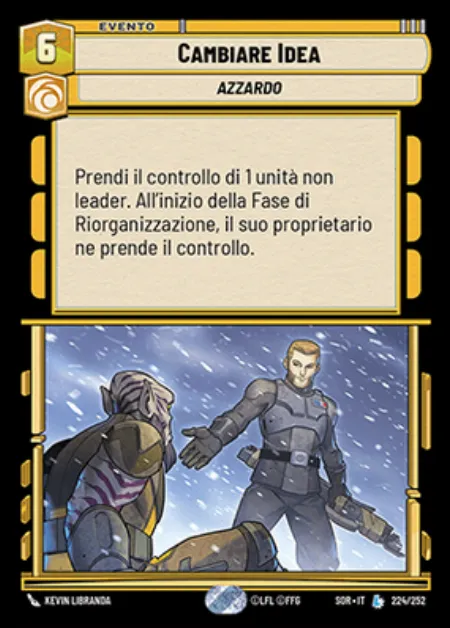 EVENTO
6
CAMBIARE IDEA
AZZARDO
Prendi il controllo di 1 unità non
leader. All'inizio della Fase di
Riorganizzazione, il suo proprietario
ne prende il controllo.
KEVIN LIBRANDA
©LFL ©FFG
SOR•IT
L
224/252